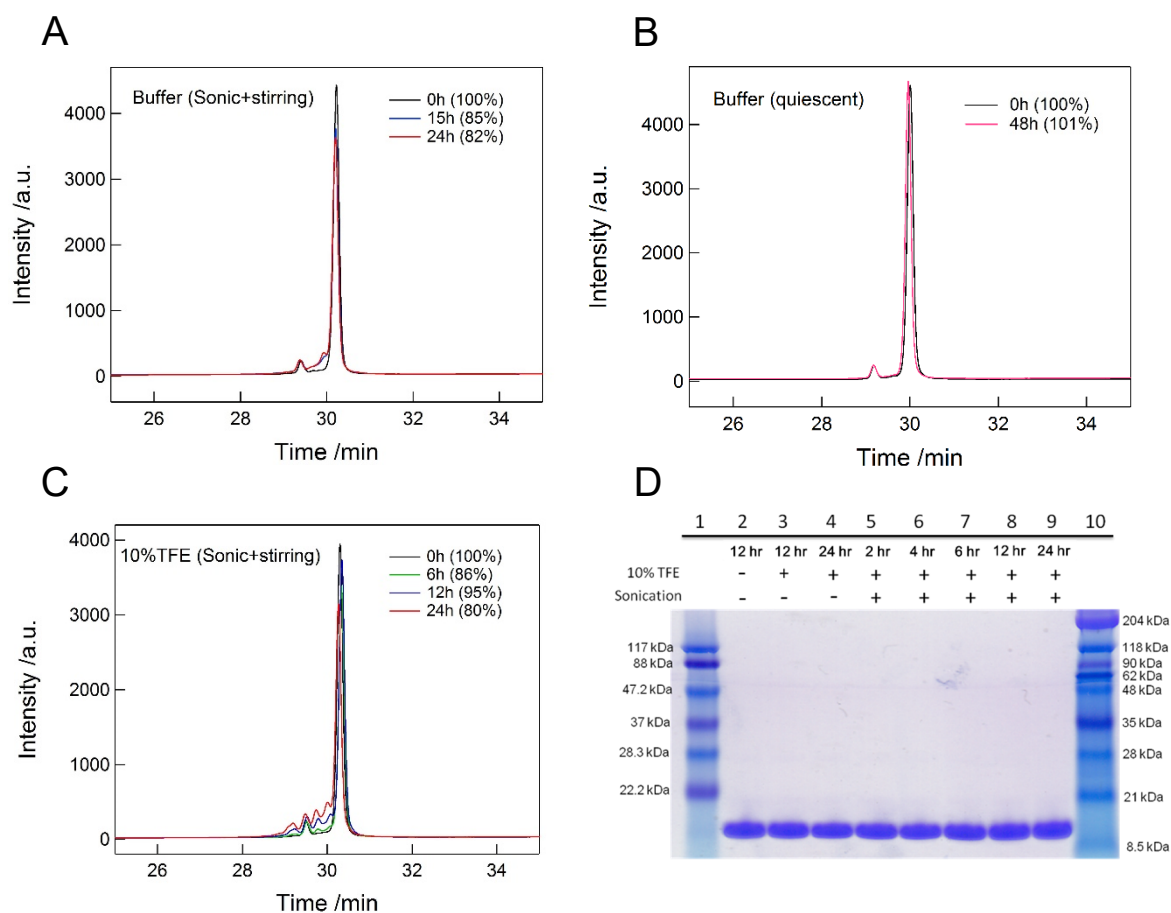 A
Buffer (Sonic+stirring)
0h (100%)
15h (85%)
24h (82%)
4000
3000
2000
1000
0
Intensity /a.u.
26 28 30 32 34
Time /min
B
Buffer (quiescent)
0h (100%)
48h (101%)
4000
3000
2000
1000
0
Intensity /a.u.
26 28 30 32 34
Time /min
C
10%TFE (Sonic+stirring)
0h (100%)
6h (86%)
12h (95%)
24h (80%)
4000
3000
2000
1000
0
Intensity /a.u.
26 28 30 32 34
Time /min
D
1 2 3 4 5 6 7 8 9 10
12 hr 12 hr 24 hr 2 hr 4 hr 6 hr 12 hr 24 hr
10% TFE - + + + + + + +
Sonication - - - + + + + +
117 kDa
88 kDa
47.2 kDa
37 kDa
28.3 kDa
22.2 kDa
204 kDa
118 kDa
90 kDa
62 kDa
48 kDa
35 kDa
28 kDa
21 kDa
8.5 kDa